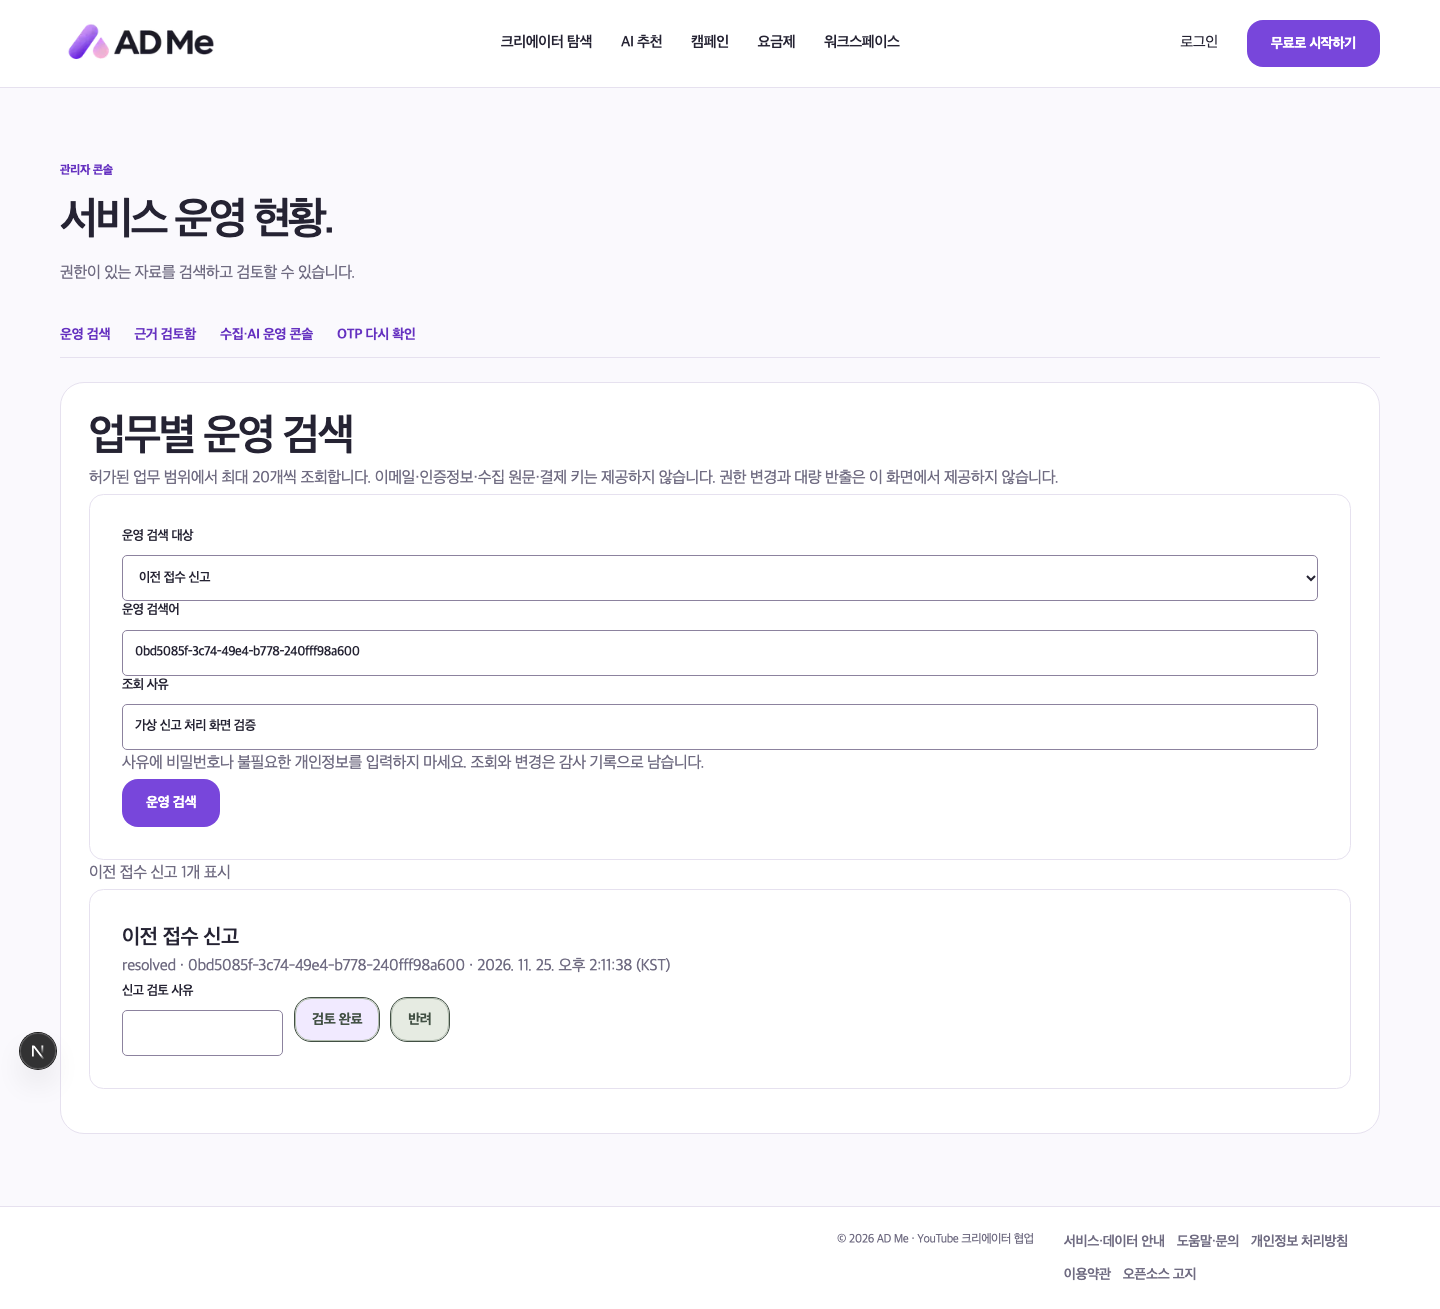 AD Me
크리에이터 탐색 AI 추천 캠페인 요금제 워크스페이스 로그인 무료로 시작하기
관리자 콘솔
서비스 운영 현황.
권한이 있는 자료를 검색하고 검토할 수 있습니다.
운영 검색 근거 검토함 수집·AI 운영 콘솔 OTP 다시 확인
업무별 운영 검색
허가된 업무 범위에서 최대 20개씩 조회합니다. 이메일·인증정보·수집 원문·결제 키는 제공하지 않습니다. 권한 변경과 대량 반출은 이 화면에서 제공하지 않습니다.
운영 검색 대상
이전 접수 신고
운영 검색어
0bd5085f-3c74-49e4-b778-240fff98a600
조회 사유
가상 신고 처리 화면 검증
사유에 비밀번호나 불필요한 개인정보를 입력하지 마세요. 조회와 변경은 감사 기록으로 남습니다.
운영 검색
이전 접수 신고 1개 표시
이전 접수 신고
resolved · 0bd5085f-3c74-49e4-b778-240fff98a600 · 2026. 11. 25. 오후 2:11:38 (KST)
신고 검토 사유
검토 완료 반려
N
© 2026 AD Me · YouTube 크리에이터 협업 서비스·데이터 안내 도움말·문의 개인정보 처리방침
이용약관 오픈소스 고지